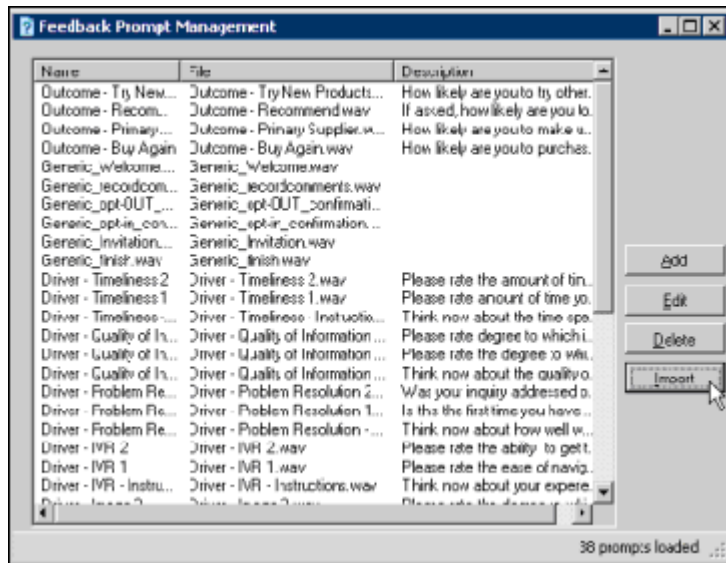 Feedback Prompt Management
Name File Description
Outcome - Try New... Outcome - Try New Products... How likely are you to try other...
Outcome - Recom... Outcome - Recommend.wav If asked, how likely are you to...
Outcome - Primary... Outcome - Primary Supplier.w... How likely are you to make u...
Outcome - Buy Again Outcome - Buy Again.wav How likely are you to purchas...
Generic_Welcome.... Generic_Welcome.wav
Generic_recordcom... Generic_recordcomments.wav
Generic_opt-OUT_... Generic_opt-OUT_confirmati...
Generic_opt-in_con... Generic_opt-in_confirmation....
Generic_Invitation.... Generic_Invitation.wav
Generic_finish.wav Generic_finish.wav
Driver - Timeliness 2 Driver - Timeliness 2.wav Please rate the amount of tim...
Driver - Timeliness 1 Driver - Timeliness 1.wav Please rate amount of time yo...
Driver - Timeliness -... Driver - Timeliness - Instructio... Think now about the time spe...
Driver - Quality of In... Driver - Quality of Information ... Please rate degree to which i...
Driver - Quality of In... Driver - Quality of Information ... Please rate the degree to whi...
Driver - Quality of In... Driver - Quality of Information ... Think now about the quality o...
Driver - Problem Re... Driver - Problem Resolution 2... Was your inquiry addressed o...
Driver - Problem Re... Driver - Problem Resolution 1... Is this the first time you have ...
Driver - Problem Re... Driver - Problem Resolution -... Think now about how well w...
Driver - IVR 2 Driver - IVR 2.wav Please rate the ability to get t...
Driver - IVR 1 Driver - IVR 1.wav Please rate the ease of navig...
Driver - IVR - Instru... Driver - IVR - Instructions.wav Think now about your expere...
Add
Edit
Delete
Import
38 prompts loaded